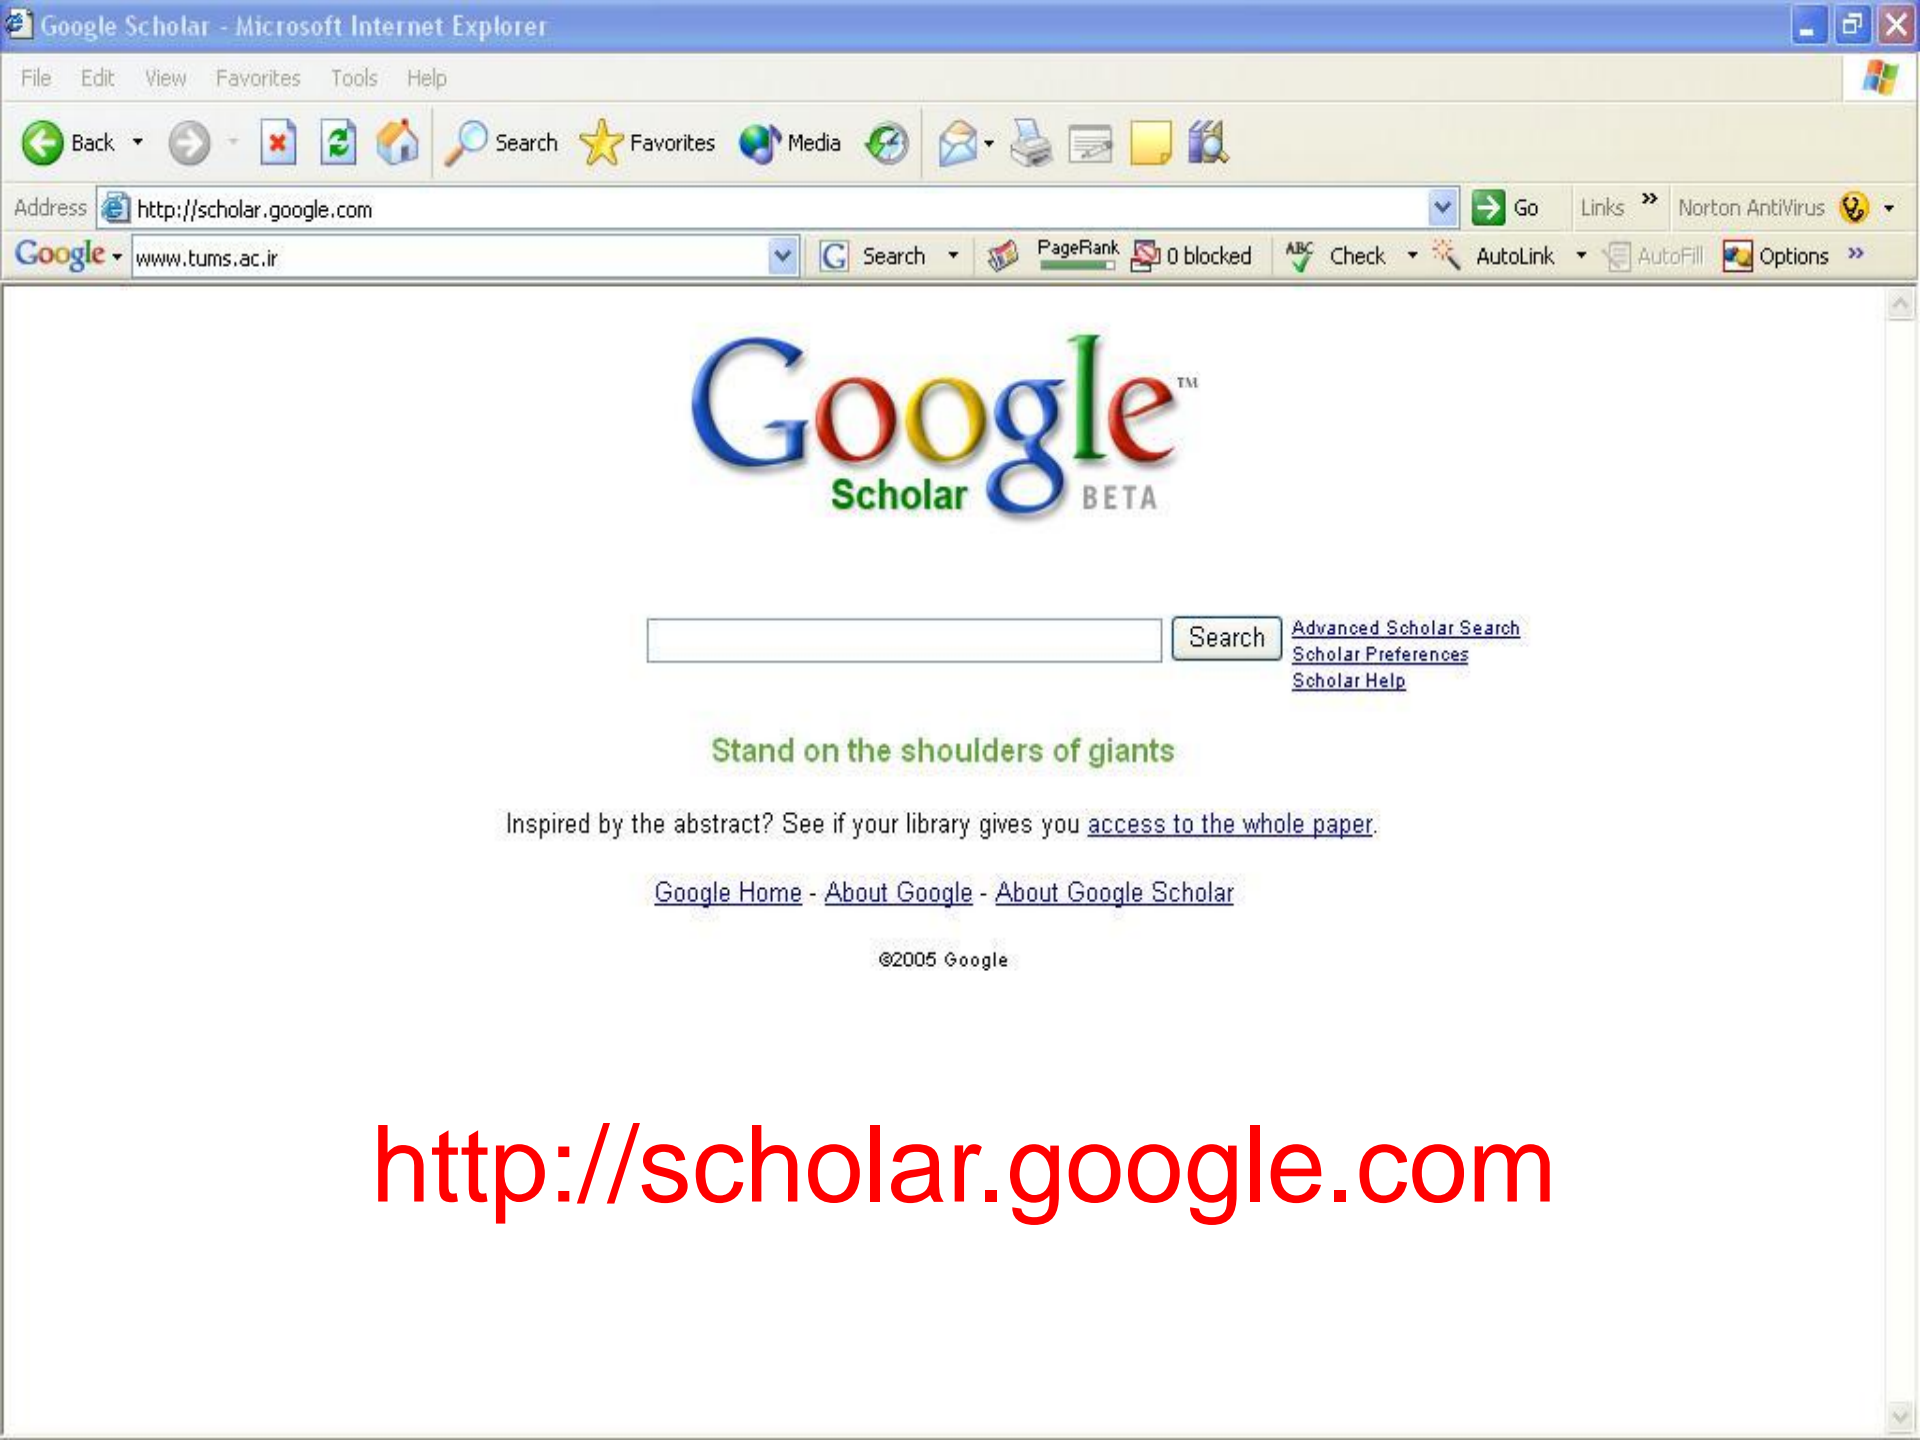 Google Scholar - Microsoft Internet Explorer
File Edit View Favorites Tools Help
Back Search Favorites Media
Address http://scholar.google.com Go Links » Norton AntiVirus
Google www.tums.ac.ir G Search PageRank 0 blocked ABC Check AutoLink AutoFill Options »
Google™
Scholar BETA
Search
Advanced Scholar Search
Scholar Preferences
Scholar Help
Stand on the shoulders of giants
Inspired by the abstract? See if your library gives you access to the whole paper.
Google Home - About Google - About Google Scholar
©2005 Google
http://scholar.google.com